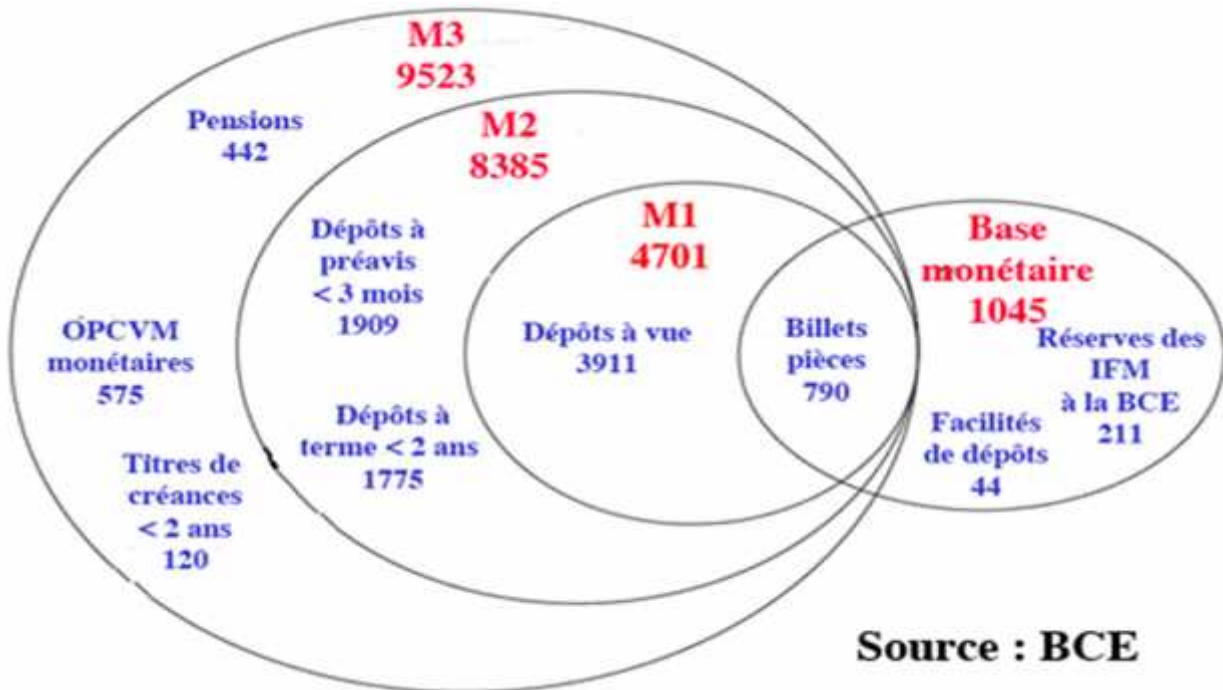 M3
9523
Pensions
442
M2
8385
Dépôts à
préavis
< 3 mois
1909
M1
4701
Base
monétaire
1045
OPCVM
monétaires
575
Dépôts à vue
3911
Billets
pièces
790
Réserves des
IFM
à la BCE
211
Dépôts à
terme < 2 ans
1775
Facilités
de dépôts
44
Titres de
créances
< 2 ans
120
Source : BCE